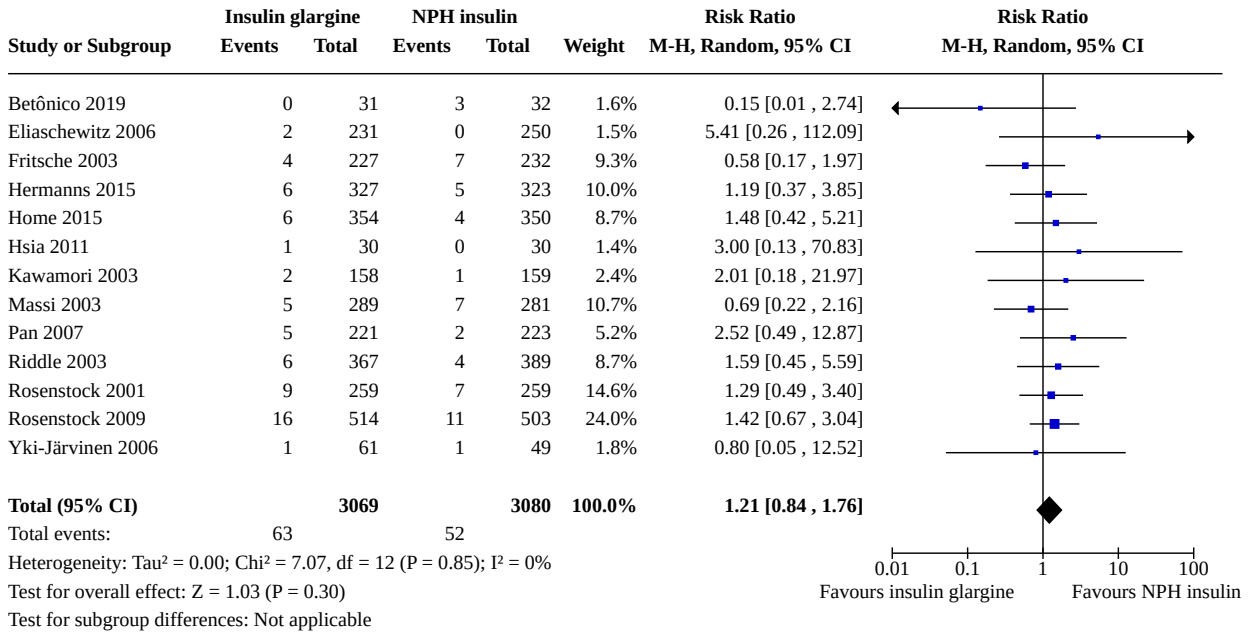 Insulin glargine NPH insulin Risk Ratio Risk Ratio
Study or Subgroup Events Total Events Total Weight M-H, Random, 95% CI M-H, Random, 95% CI
Betônico 2019 0 31 3 32 1.6% 0.15 [0.01 , 2.74]
Eliaschewitz 2006 2 231 0 250 1.5% 5.41 [0.26 , 112.09]
Fritsche 2003 4 227 7 232 9.3% 0.58 [0.17 , 1.97]
Hermanns 2015 6 327 5 323 10.0% 1.19 [0.37 , 3.85]
Home 2015 6 354 4 350 8.7% 1.48 [0.42 , 5.21]
Hsia 2011 1 30 0 30 1.4% 3.00 [0.13 , 70.83]
Kawamori 2003 2 158 1 159 2.4% 2.01 [0.18 , 21.97]
Massi 2003 5 289 7 281 10.7% 0.69 [0.22 , 2.16]
Pan 2007 5 221 2 223 5.2% 2.52 [0.49 , 12.87]
Riddle 2003 6 367 4 389 8.7% 1.59 [0.45 , 5.59]
Rosenstock 2001 9 259 7 259 14.6% 1.29 [0.49 , 3.40]
Rosenstock 2009 16 514 11 503 24.0% 1.42 [0.67 , 3.04]
Yki-Järvinen 2006 1 61 1 49 1.8% 0.80 [0.05 , 12.52]
Total (95% CI) 3069 3080 100.0% 1.21 [0.84 , 1.76]
Total events: 63 52
Heterogeneity: Tau² = 0.00; Chi² = 7.07, df = 12 (P = 0.85); I² = 0%
0.01 0.1 1 10 100
Test for overall effect: Z = 1.03 (P = 0.30)
Favours insulin glargine Favours NPH insulin
Test for subgroup differences: Not applicable